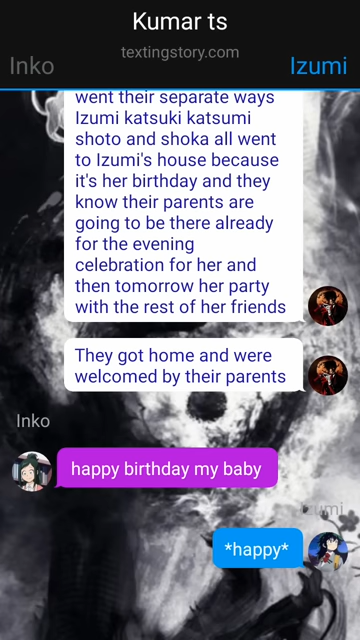 Kumar ts
textingstory.com
Inko
Izumi
went their separate ways
Izumi katsuki katsumi
shoto and shoka all went
to Izumi's house because
it's her birthday and they
know their parents are
going to be there already
for the evening
celebration for her and
then tomorrow her party
with the rest of her friends
They got home and were
welcomed by their parents
Inko
happy birthday my baby
Izumi
*happy*